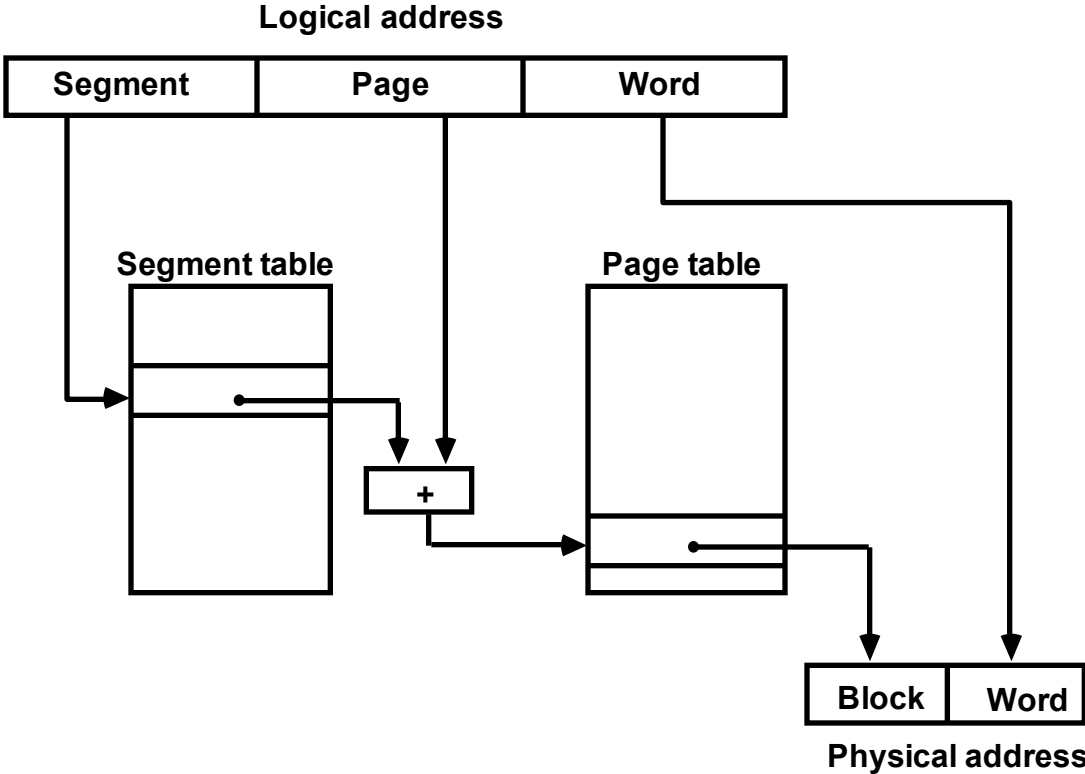 Logical address
Segment Page Word
Segment table Page table
+
Block Word
Physical address